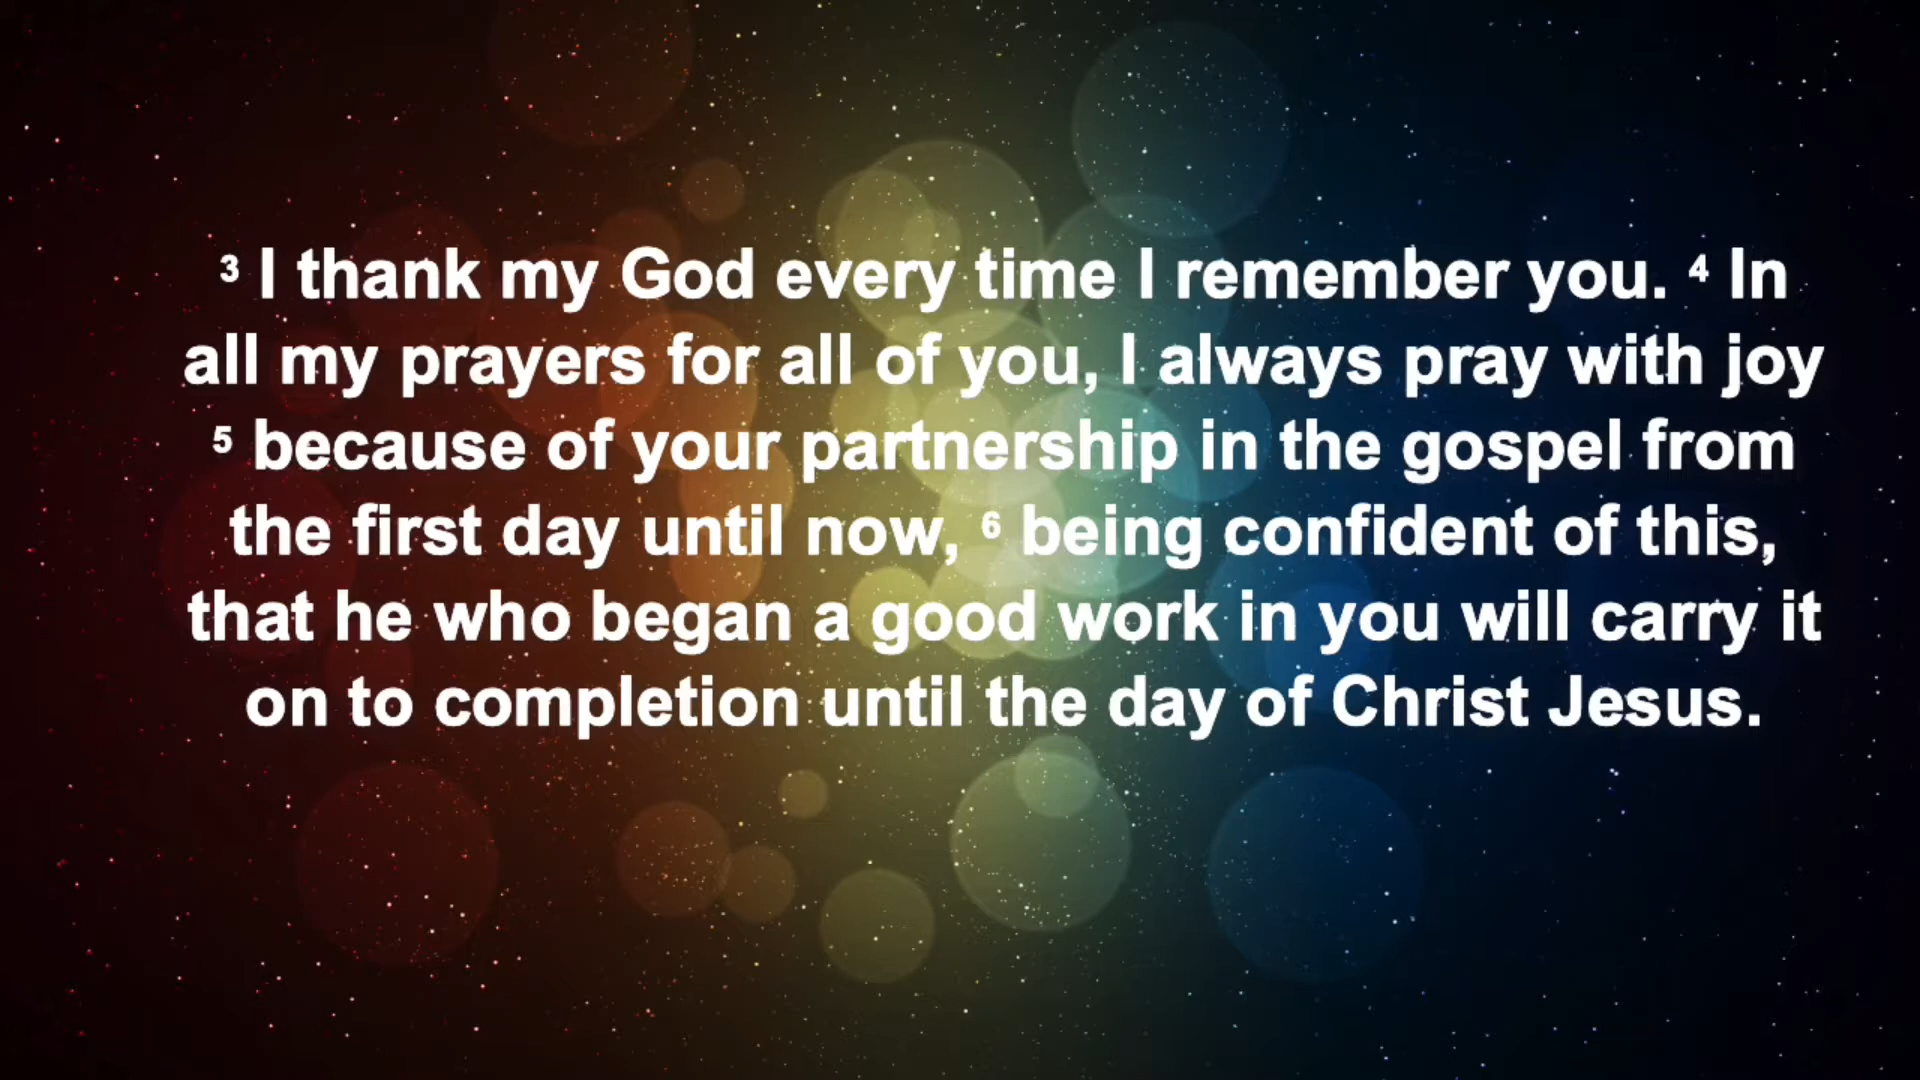 ³ I thank my God every time I remember you. ⁴ In
all my prayers for all of you, I always pray with joy
⁵ because of your partnership in the gospel from
the first day until now, ⁶ being confident of this,
that he who began a good work in you will carry it
on to completion until the day of Christ Jesus.